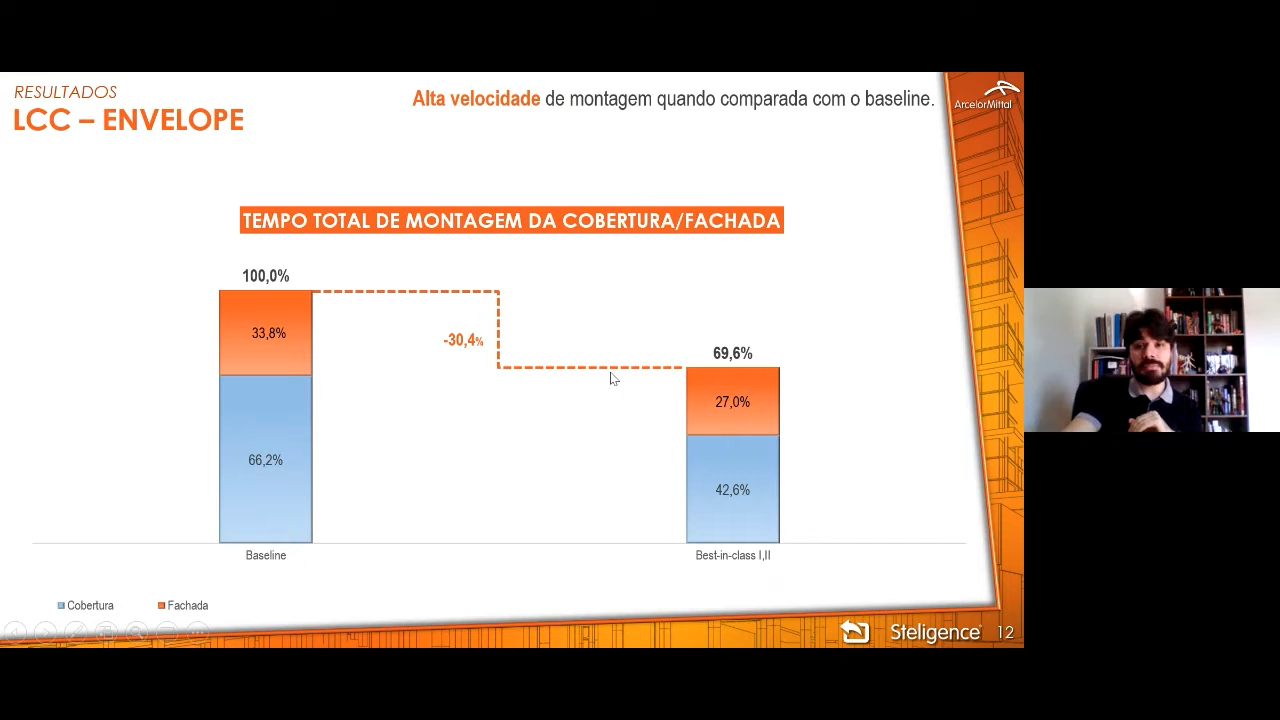 RESULTADOS
LCC – ENVELOPE
Alta velocidade de montagem quando comparada com o baseline.
ArcelorMittal
TEMPO TOTAL DE MONTAGEM DA COBERTURA/FACHADA
100,0%
33,8%
66,2%
-30,4%
69,6%
27,0%
42,6%
Baseline
Best-in-class I,II
Cobertura
Fachada
Steligence®
12